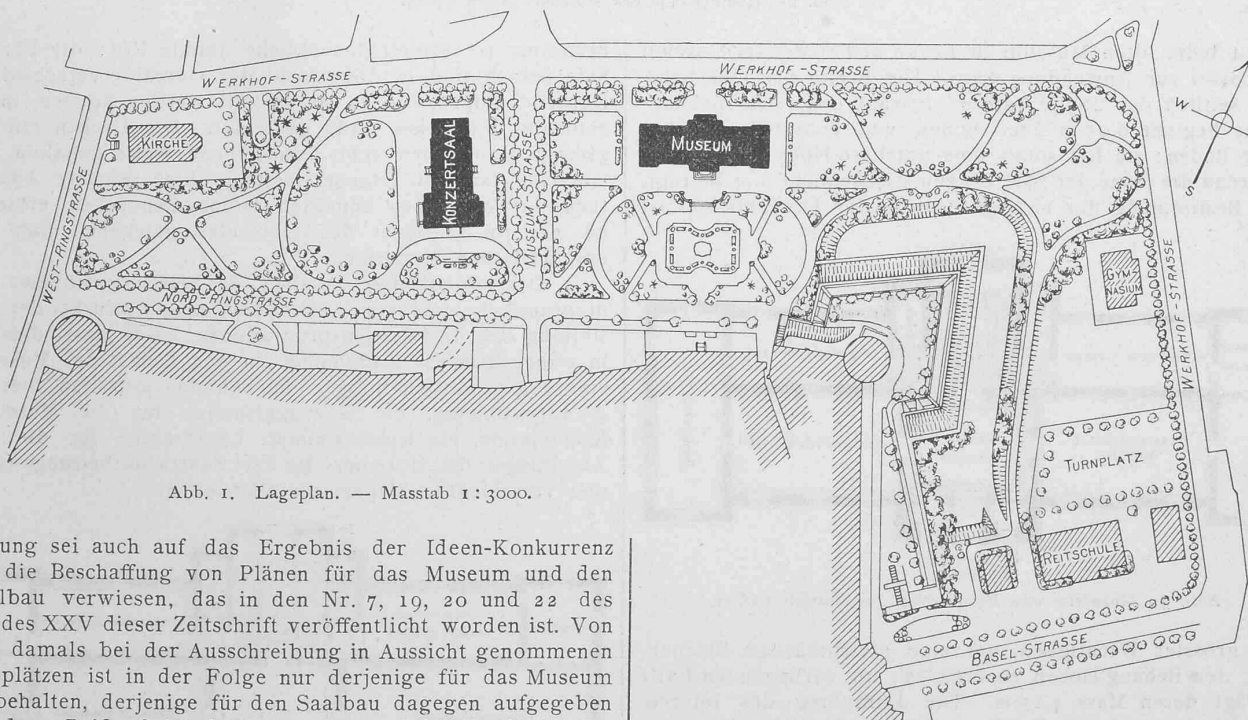 WERKHOF-STRASSE
WERKHOF-STRASSE
W
KIRCHE
KONZERTSAAL
MUSEUM
MUSEUM-STRASSE
WEST-RINGSTRASSE
NORD-RINGSTRASSE
GYM-
NASIUM
WERKHOF-STRASSE
TURNPLATZ
REITSCHULE
BASEL-STRASSE
Abb. 1. Lageplan. — Masstab 1 : 3000.
ung sei auch auf das Ergebnis der Ideen-Konkurrenz
die Beschaffung von Plänen für das Museum und den
lbau verwiesen, das in den Nr. 7, 19, 20 und 22 des
des XXV dieser Zeitschrift veröffentlicht worden ist. Von
damals bei der Ausschreibung in Aussicht genommenen
plätzen ist in der Folge nur derjenige für das Museum
behalten, derjenige für den Saalbau dagegen aufgegeben